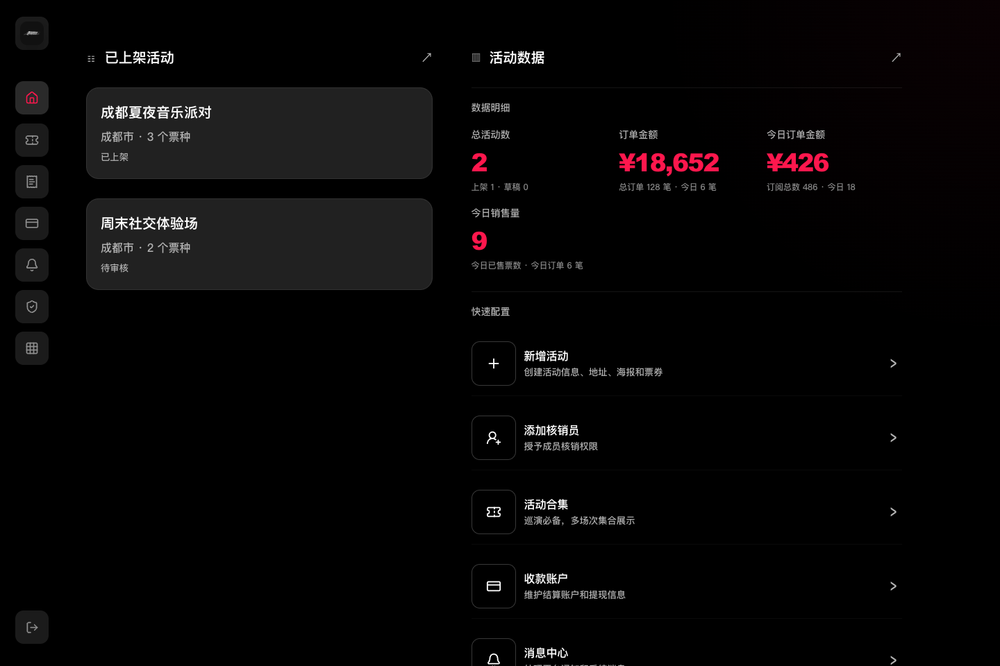 已上架活动
成都夏夜音乐派对
成都市 · 3 个票种
已上架
周末社交体验场
成都市 · 2 个票种
待审核
活动数据
数据明细
总活动数
2
上架 1 · 草稿 0
订单金额
¥18,652
总订单 128 笔 · 今日 6 笔
今日订单金额
¥426
订阅总数 486 · 今日 18
今日销售量
9
今日已售票数 · 今日订单 6 笔
快速配置
新增活动
创建活动信息、地址、海报和票券
添加核销员
授予成员核销权限
活动合集
巡演必备，多场次集合展示
收款账户
维护结算账户和提现信息
消息中心